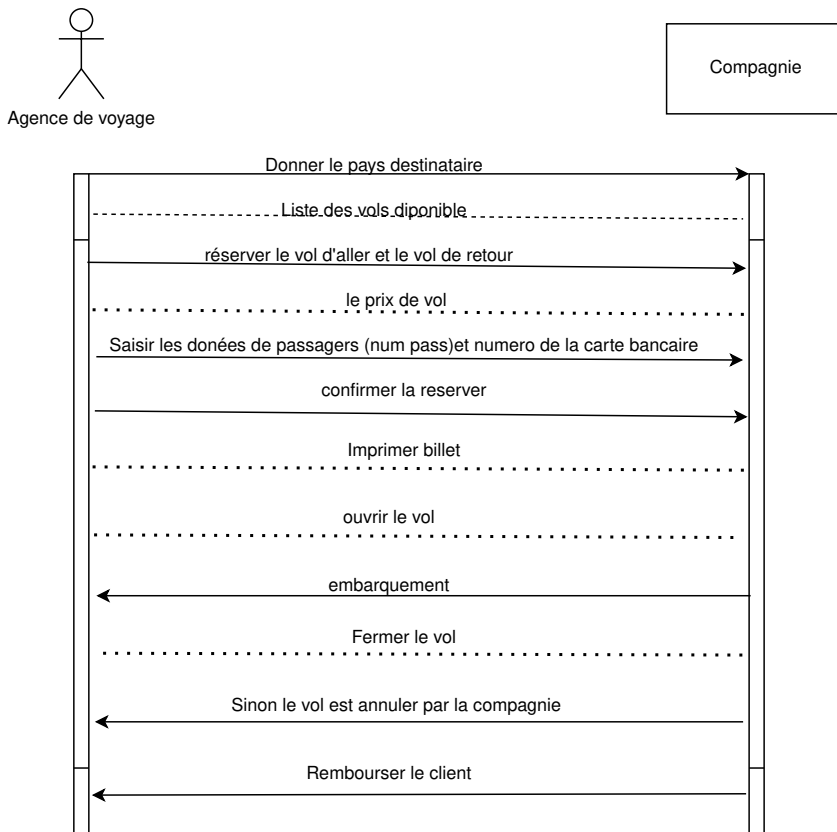 Agence de voyage
Compagnie
Donner le pays destinataire
Liste des vols diponible
réserver le vol d'aller et le vol de retour
le prix de vol
Saisir les donées de passagers (num pass)et numero de la carte bancaire
confirmer la reserver
Imprimer billet
ouvrir le vol
embarquement
Fermer le vol
Sinon le vol est annuler par la compagnie
Rembourser le client